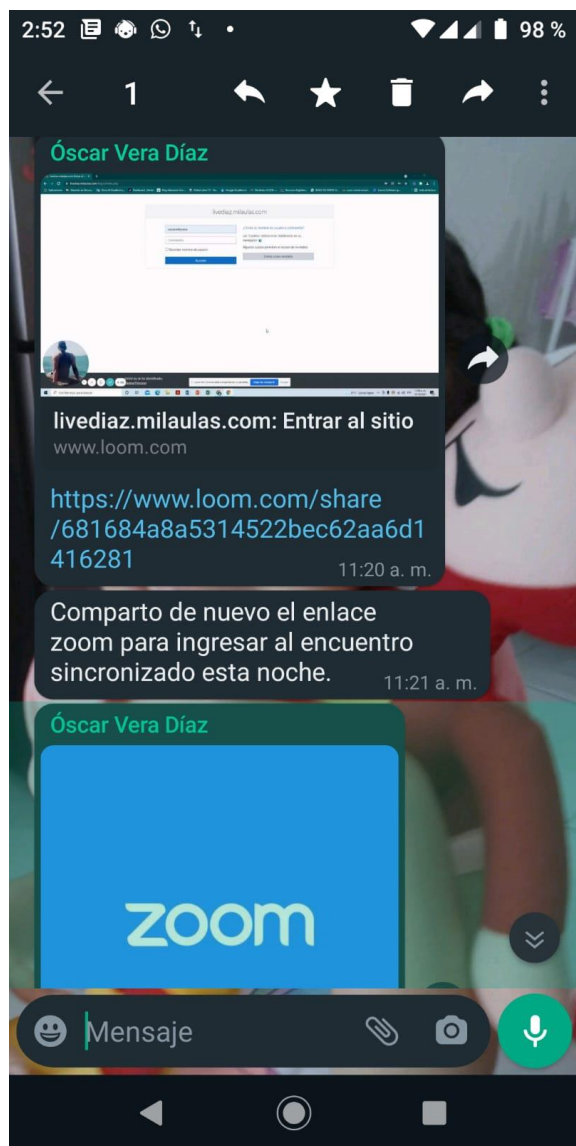 2:52
98 %
1
Óscar Vera Díaz
livediaz.milaulas.com
livediaz.milaulas.com: Entrar al sitio
www.loom.com
https://www.loom.com/share
/681684a8a5314522bec62aa6d1
416281
11:20 a. m.
Comparto de nuevo el enlace
zoom para ingresar al encuentro
sincronizado esta noche.
11:21 a. m.
Óscar Vera Díaz
zoom
Mensaje